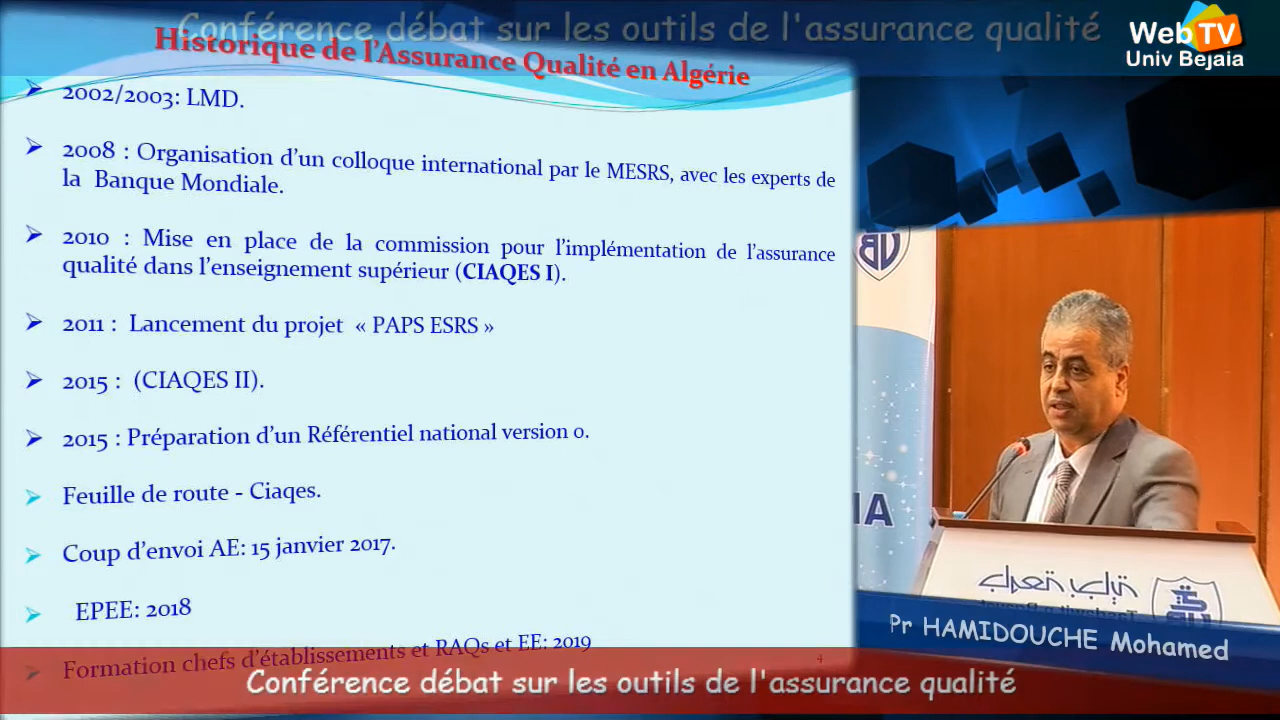 Conférence débat sur les outils de l'assurance qualité
Web TV
Univ Bejaia
Historique de l'Assurance Qualité en Algérie
➢ 2002/2003: LMD.
➢ 2008 : Organisation d'un colloque international par le MESRS, avec les experts de
la Banque Mondiale.
➢ 2010 : Mise en place de la commission pour l'implémentation de l'assurance
qualité dans l'enseignement supérieur (CIAQES I).
➢ 2011 : Lancement du projet « PAPS ESRS »
➢ 2015 : (CIAQES II).
➢ 2015 : Préparation d'un Référentiel national version 0.
➢ Feuille de route - Ciaqes.
➢ Coup d'envoi AE: 15 janvier 2017.
➢ EPEE: 2018
➢ Formation chefs d'établissements et RAQs et EE: 2019
4
Pr HAMIDOUCHE Mohamed
Conférence débat sur les outils de l'assurance qualité